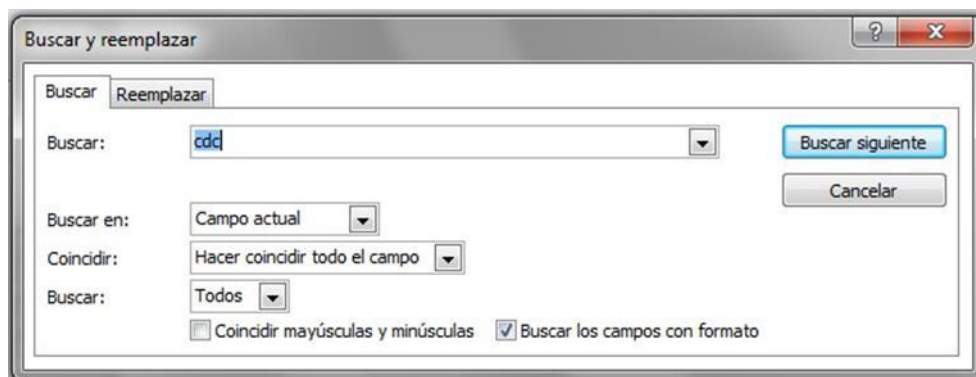 Buscar y reemplazar
Buscar Reemplazar
Buscar: cdc Buscar siguiente
Cancelar
Buscar en: Campo actual
Coincidir: Hacer coincidir todo el campo
Buscar: Todos
Coincidir mayúsculas y minúsculas Buscar los campos con formato